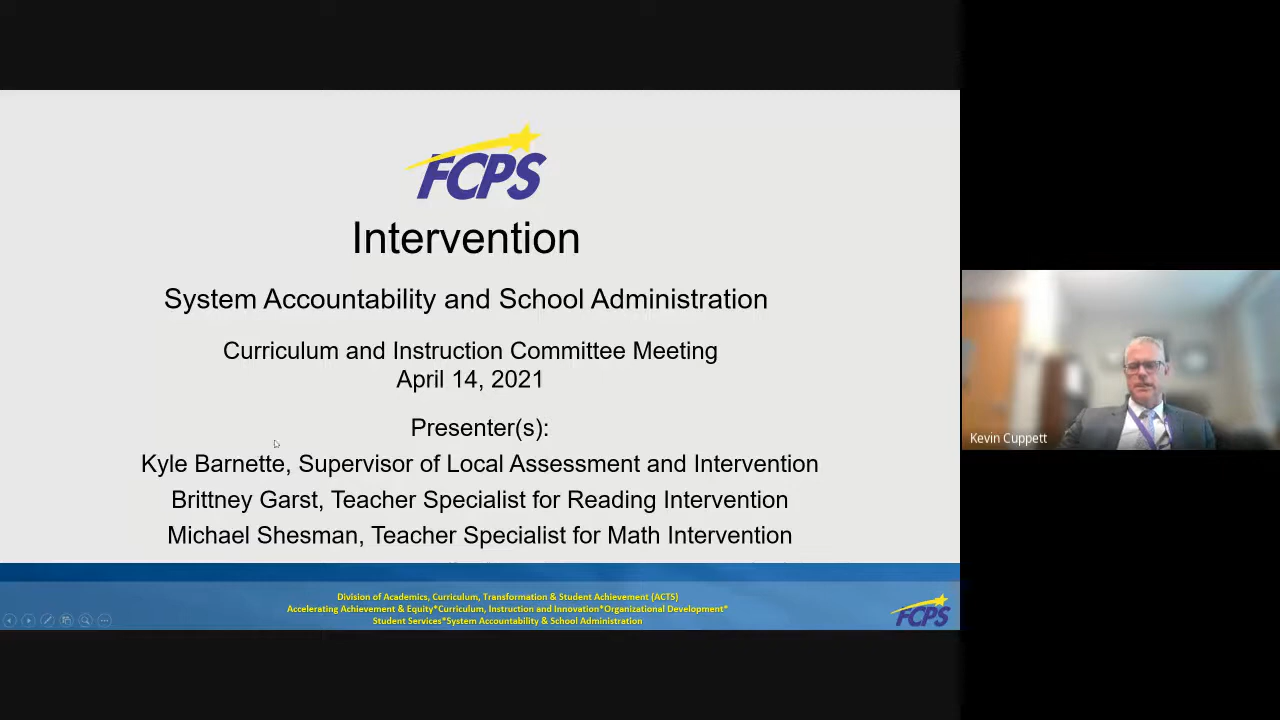 FCPS
Intervention
System Accountability and School Administration
Curriculum and Instruction Committee Meeting
April 14, 2021
Presenter(s):
Kyle Barnette, Supervisor of Local Assessment and Intervention
Brittney Garst, Teacher Specialist for Reading Intervention
Michael Shesman, Teacher Specialist for Math Intervention
Division of Academics, Curriculum, Transformation & Student Achievement (ACTS)
Accelerating Achievement & Equity*Curriculum, Instruction and Innovation*Organizational Development*
Student Services*System Accountability & School Administration
FCPS
Kevin Cuppett